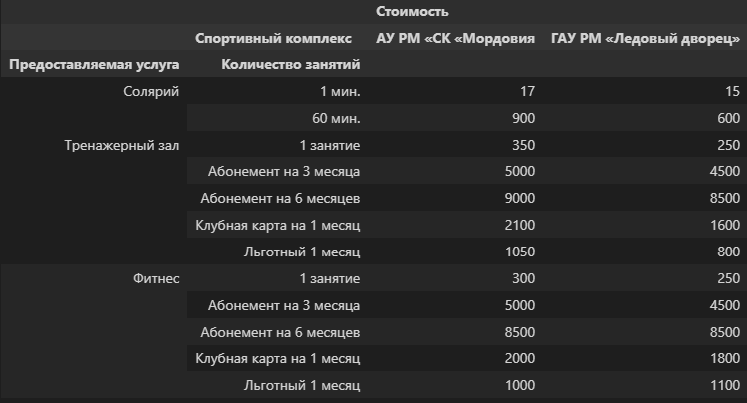 Стоимость
Спортивный комплекс АУ РМ «СК «Мордовия ГАУ РМ «Ледовый дворец»
Предоставляемая услуга Количество занятий
Солярий 1 мин. 17 15
60 мин. 900 600
Тренажерный зал 1 занятие 350 250
Абонемент на 3 месяца 5000 4500
Абонемент на 6 месяцев 9000 8500
Клубная карта на 1 месяц 2100 1600
Льготный 1 месяц 1050 800
Фитнес 1 занятие 300 250
Абонемент на 3 месяца 5000 4500
Абонемент на 6 месяцев 8500 8500
Клубная карта на 1 месяц 2000 1800
Льготный 1 месяц 1000 1100